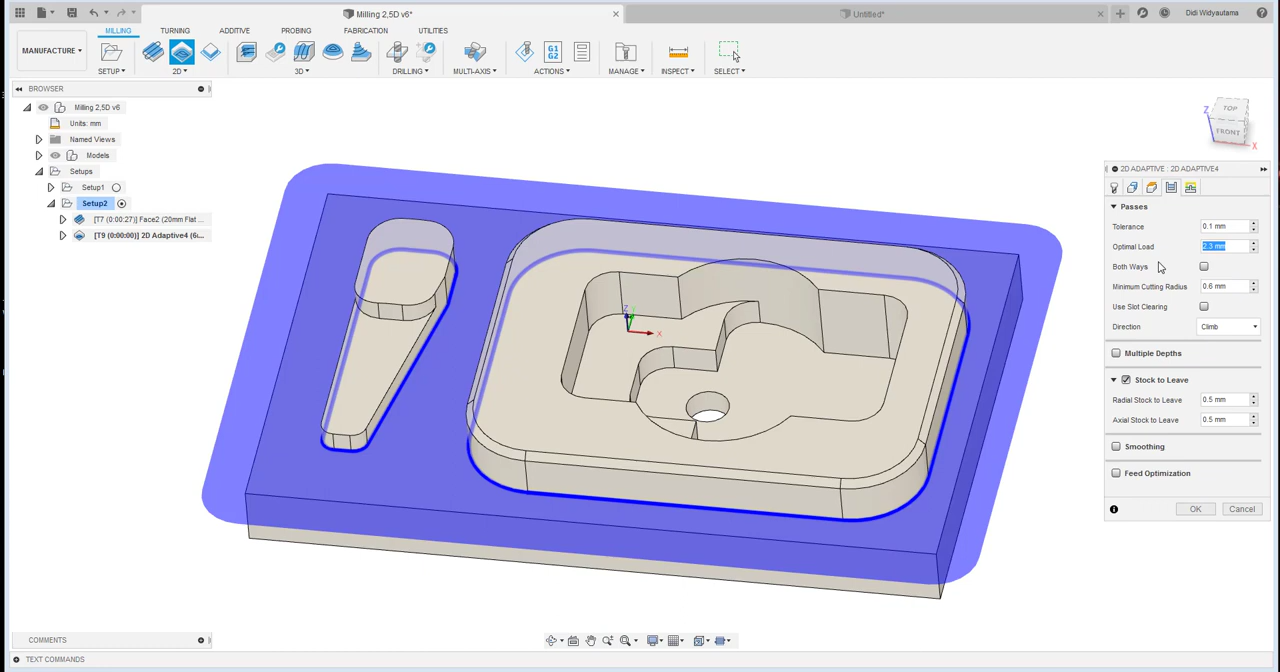 Milling 2,5D v6*
Untitled*
Didi Widyautama
MANUFACTURE
MILLING TURNING ADDITIVE PROBING FABRICATION UTILITIES
G1
G2
SETUP 2D 3D DRILLING MULTI-AXIS ACTIONS MANAGE INSPECT SELECT
BROWSER
Milling 2,5D v6
Units: mm
Named Views
Models
Setups
Setup1
Setup2
[T7 (0:00:27)] Face2 (20mm Flat ...
[T9 (0:00:00)] 2D Adaptive4 (6...
Z
TOP
FRONT
X
Z
Y
X
2D ADAPTIVE : 2D ADAPTIVE4
Passes
Tolerance 0.1 mm
Optimal Load 2.3 mm
Both Ways
Minimum Cutting Radius 0.6 mm
Use Slot Clearing
Direction Climb
Multiple Depths
Stock to Leave
Radial Stock to Leave 0.5 mm
Axial Stock to Leave 0.5 mm
Smoothing
Feed Optimization
OK Cancel
COMMENTS
TEXT COMMANDS